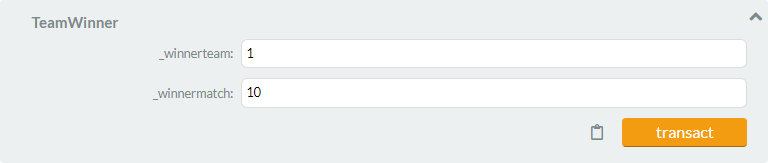 TeamWinner
_winnerteam: 1
_winnermatch: 10
transact